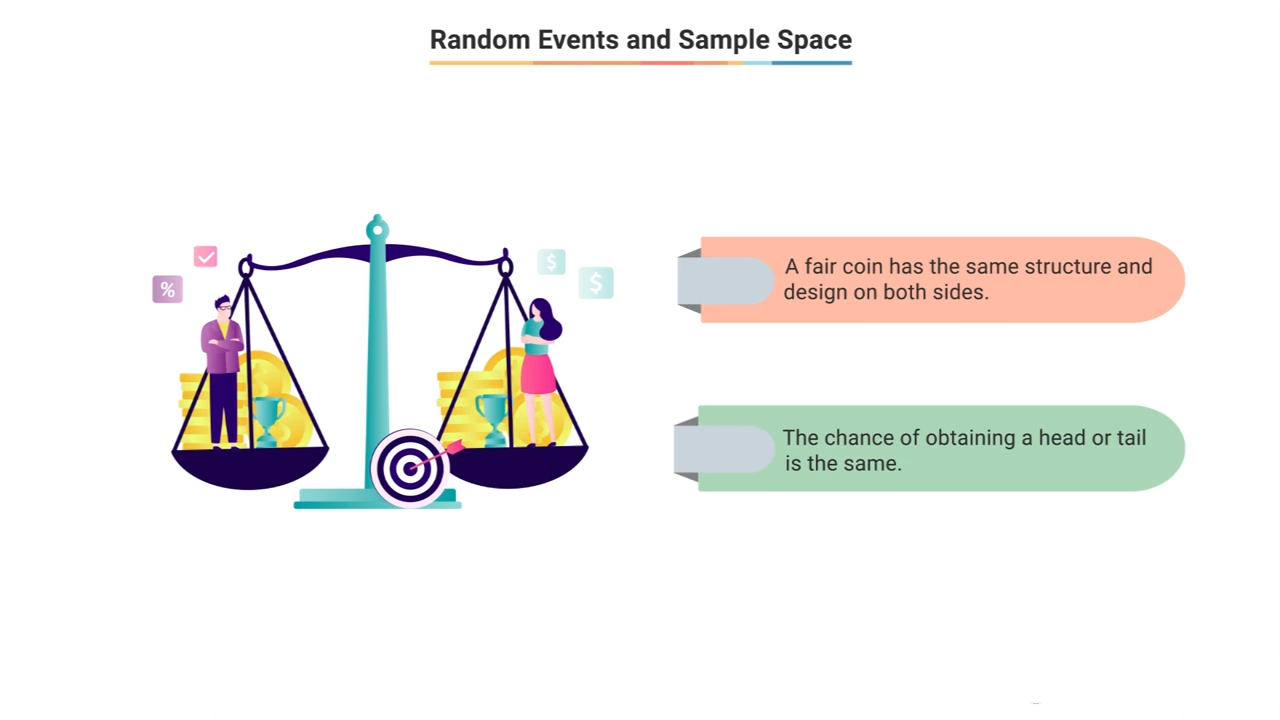 Random Events and Sample Space
%
$
$
A fair coin has the same structure and
design on both sides.
The chance of obtaining a head or tail
is the same.